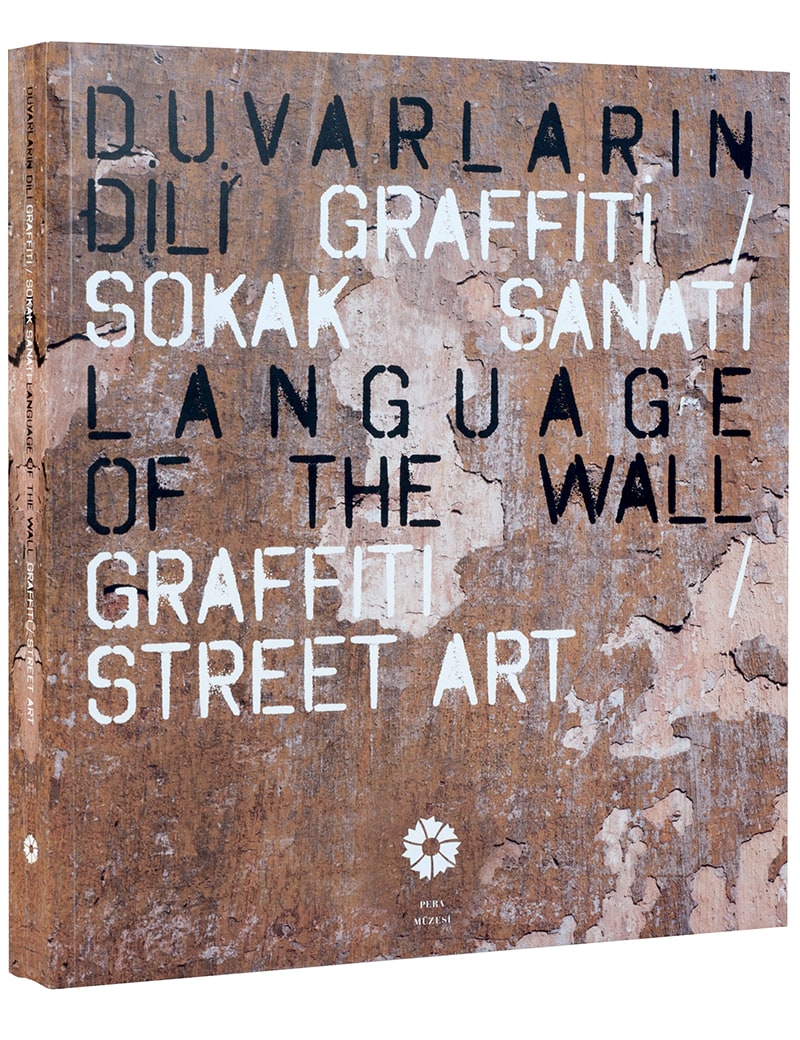 DUVARLARIN
DİLİ GRAFFİTİ /
SOKAK SANATI
LANGUAGE
OF THE WALL
GRAFFITI /
STREET ART
PERA
MÜZESİ
DUVARLARIN DİLİ GRAFFİTİ / SOKAK SANATI LANGUAGE OF THE WALL GRAFFITI / STREET ART